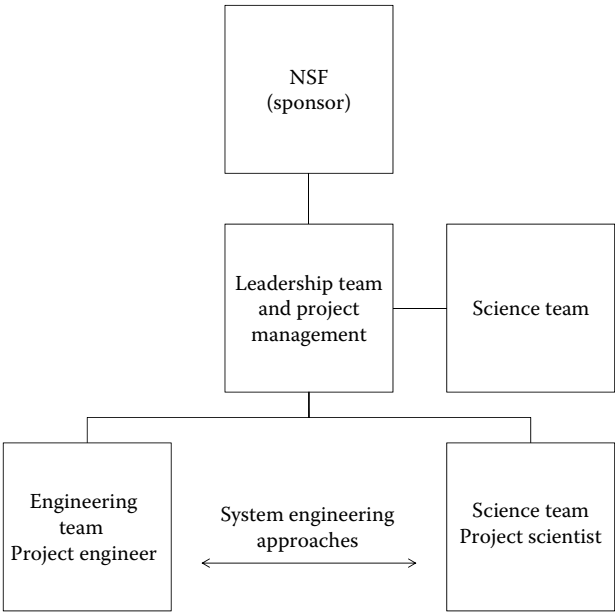 NSF
(sponsor)
Leadership team
and project
management
Science team
Engineering
team
Project engineer
System engineering
approaches
Science team
Project scientist